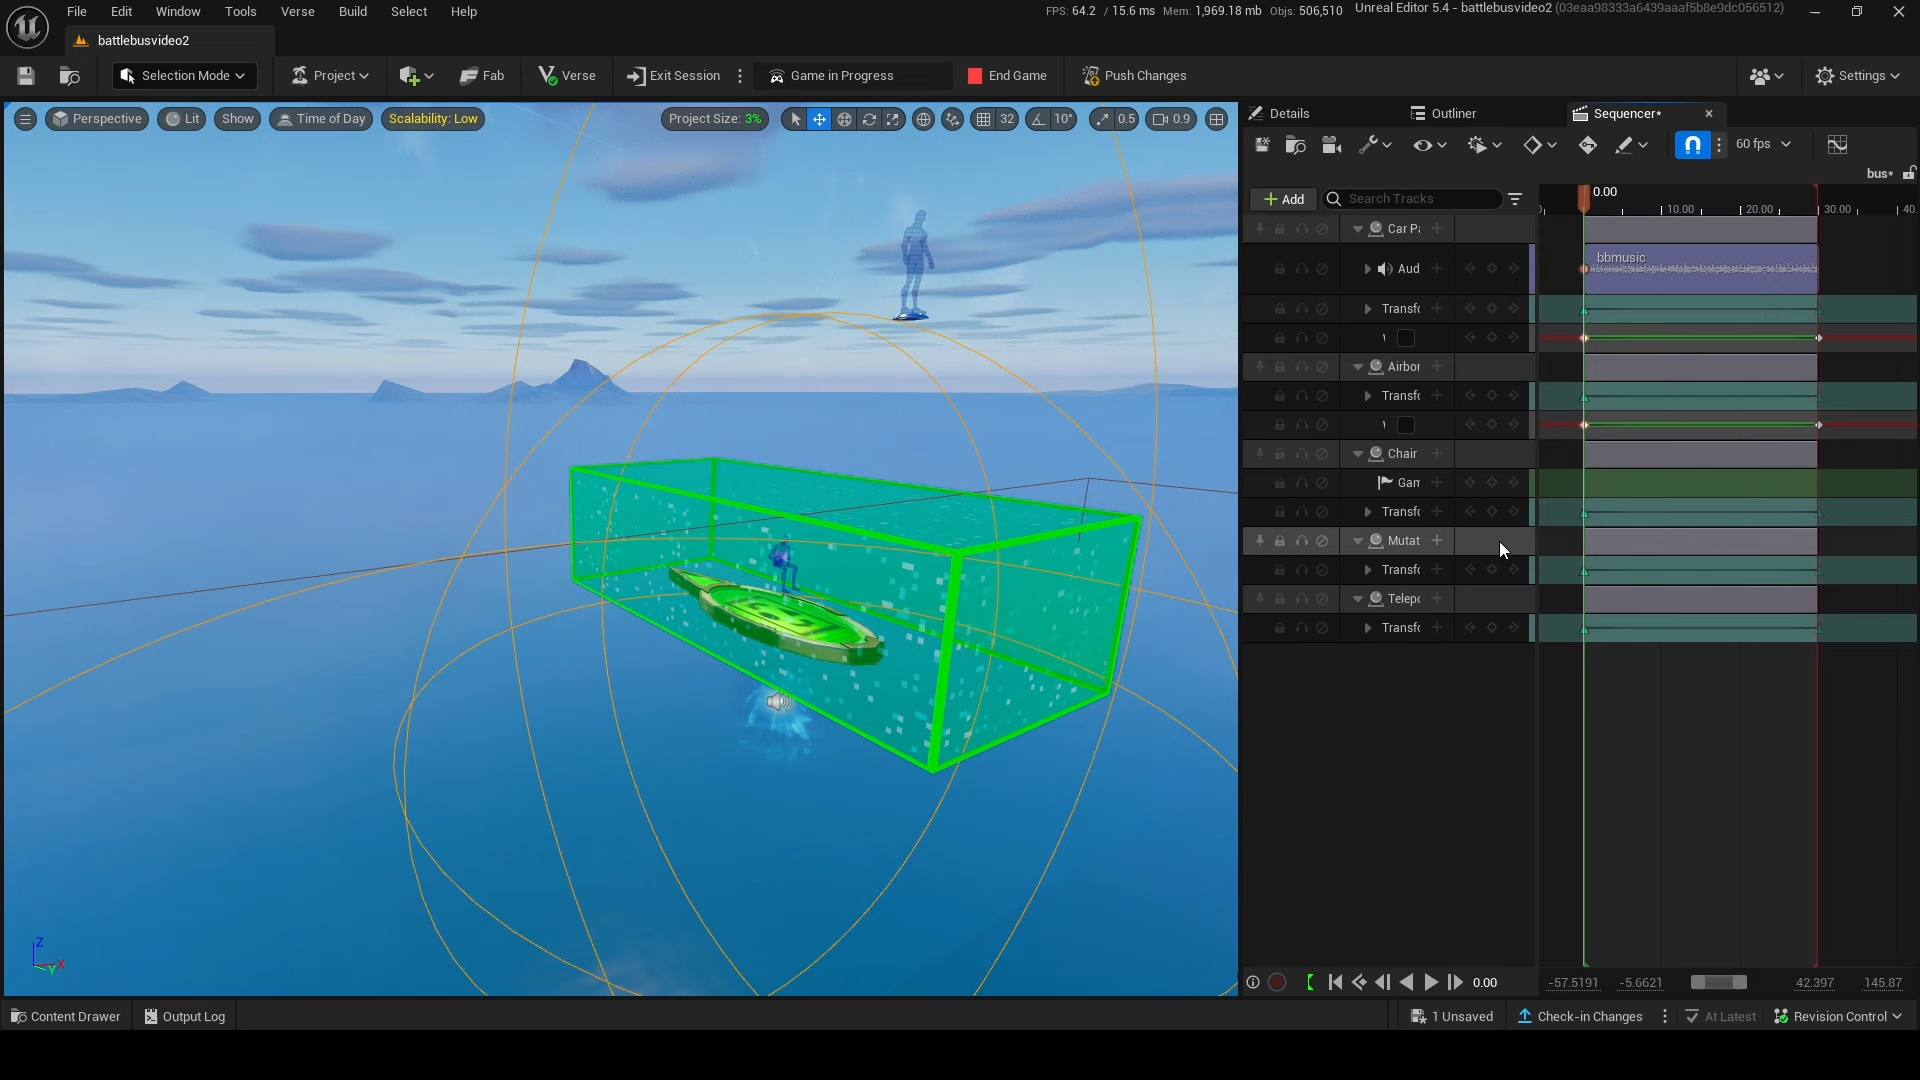 File Edit Window Tools Verse Build Select Help
FPS: 64.2 / 15.6 ms Mem: 1,969.18 mb Objs: 506,510 Unreal Editor 5.4 - battlebusvideo2 (03eaa98333a6439aaaf5b8e9dc056512)
battlebusvideo2
Selection Mode Project Fab Verse Exit Session Game in Progress End Game Push Changes Settings
Perspective Lit Show Time of Day Scalability: Low Project Size: 3% 32 10° 0.5 0.9
Details Outliner Sequencer*
60 fps
bus*
Add Search Tracks 0.00
10.00 20.00 30.00 40.
Car Pa
bbmusic
Aud
Transfo
Airbor
Transfo
Chair
Gam
Transfo
Mutat
Transfo
Telepo
Transfo
Z
X
Y
0.00 -57.5191 -5.6621 42.397 145.87
Content Drawer Output Log 1 Unsaved Check-in Changes At Latest Revision Control